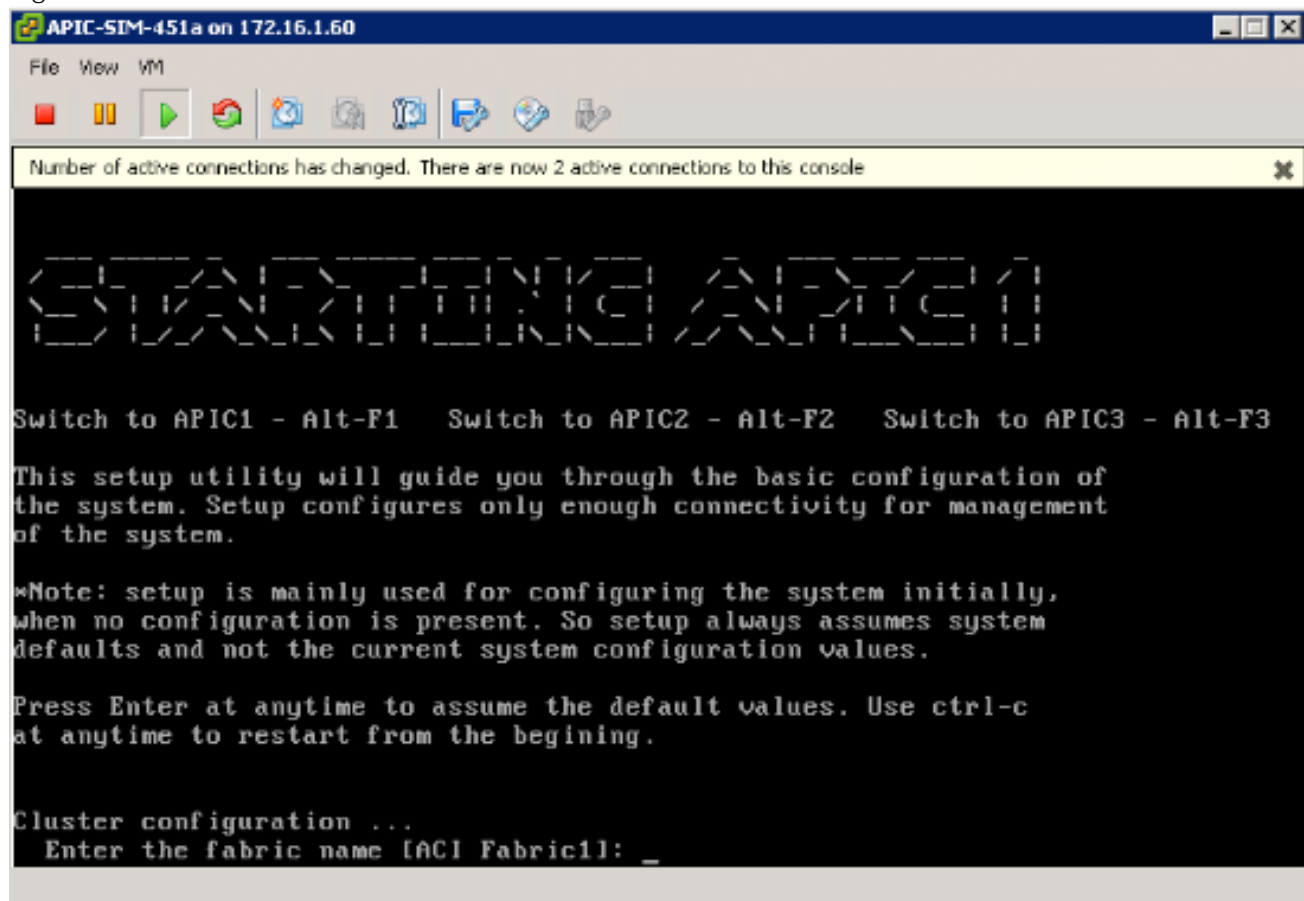 APIC-SIM-451a on 172.16.1.60
File View VM
Number of active connections has changed. There are now 2 active connections to this console
STARTING APIC1
Switch to APIC1 - Alt-F1 Switch to APIC2 - Alt-F2 Switch to APIC3 - Alt-F3
This setup utility will guide you through the basic configuration of
the system. Setup configures only enough connectivity for management
of the system.
*Note: setup is mainly used for configuring the system initially,
when no configuration is present. So setup always assumes system
defaults and not the current system configuration values.
Press Enter at anytime to assume the default values. Use ctrl-c
at anytime to restart from the begining.
Cluster configuration ...
Enter the fabric name [ACI Fabric1]: _